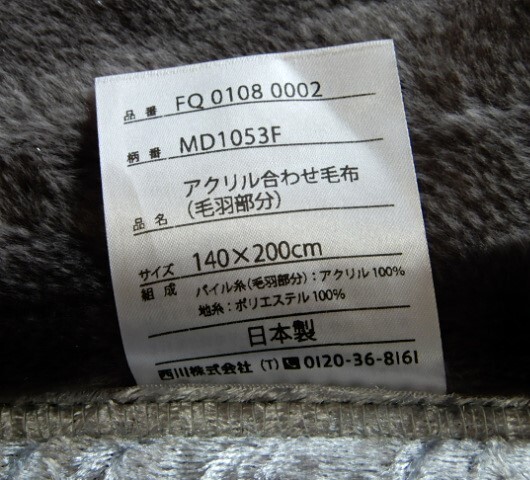 品番 FQ 0108 0002
柄番 MD1053F
品名 アクリル合わせ毛布
(毛羽部分)
サイズ 140×200cm
組成 パイル糸(毛羽部分):アクリル100%
地糸:ポリエステル100%
日本製
西川株式会社 (T) 0120-36-8161